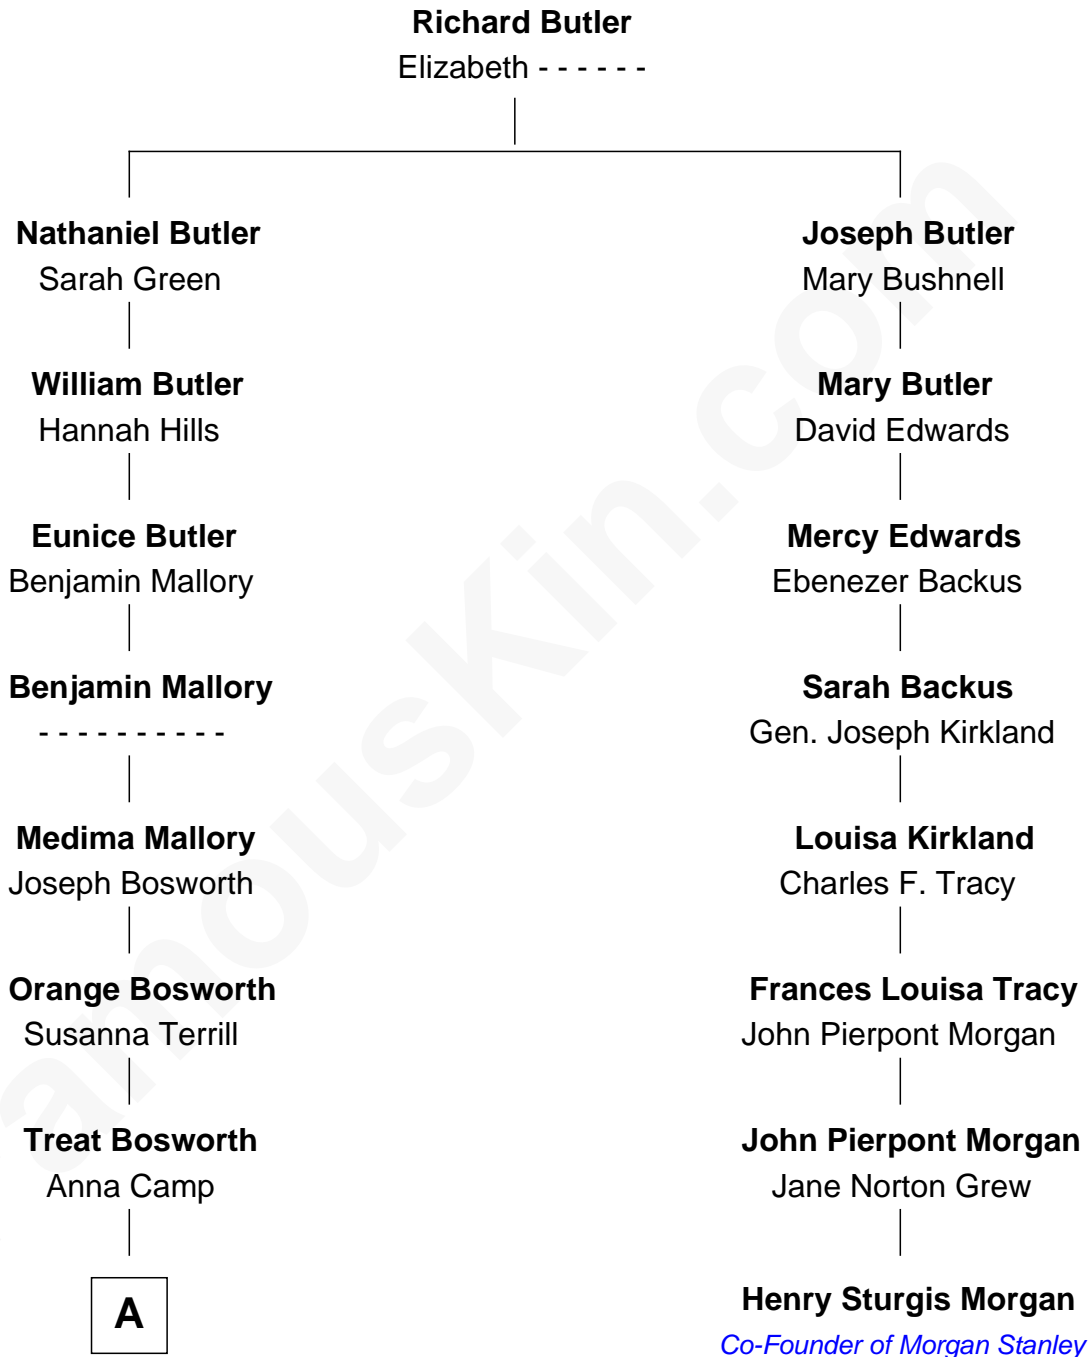 Richard Butler
Elizabeth - - - - - -
Nathaniel Butler
Sarah Green
William Butler
Hannah Hills
Eunice Butler
Benjamin Mallory
Benjamin Mallory
- - - - - - - - - -
Medima Mallory
Joseph Bosworth
Orange Bosworth
Susanna Terrill
Treat Bosworth
Anna Camp
A
Joseph Butler
Mary Bushnell
Mary Butler
David Edwards
Mercy Edwards
Ebenezer Backus
Sarah Backus
Gen. Joseph Kirkland
Louisa Kirkland
Charles F. Tracy
Frances Louisa Tracy
John Pierpont Morgan
John Pierpont Morgan
Jane Norton Grew
Henry Sturgis Morgan
Co-Founder of Morgan Stanley
amouskin.com